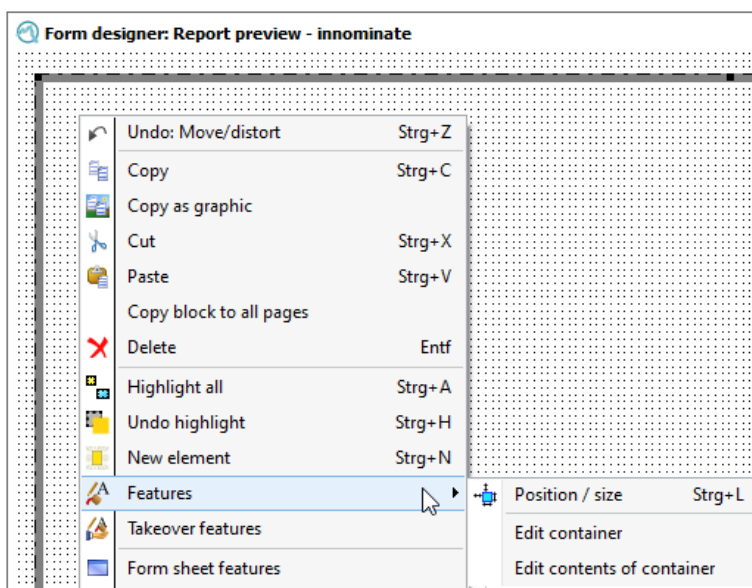 Form designer: Report preview - innominate
Undo: Move/distort Strg+Z
Copy Strg+C
Copy as graphic
Cut Strg+X
Paste Strg+V
Copy block to all pages
Delete Entf
Highlight all Strg+A
Undo highlight Strg+H
New element Strg+N
Features
Position / size Strg+L
Takeover features
Edit container
Form sheet features
Edit contents of container